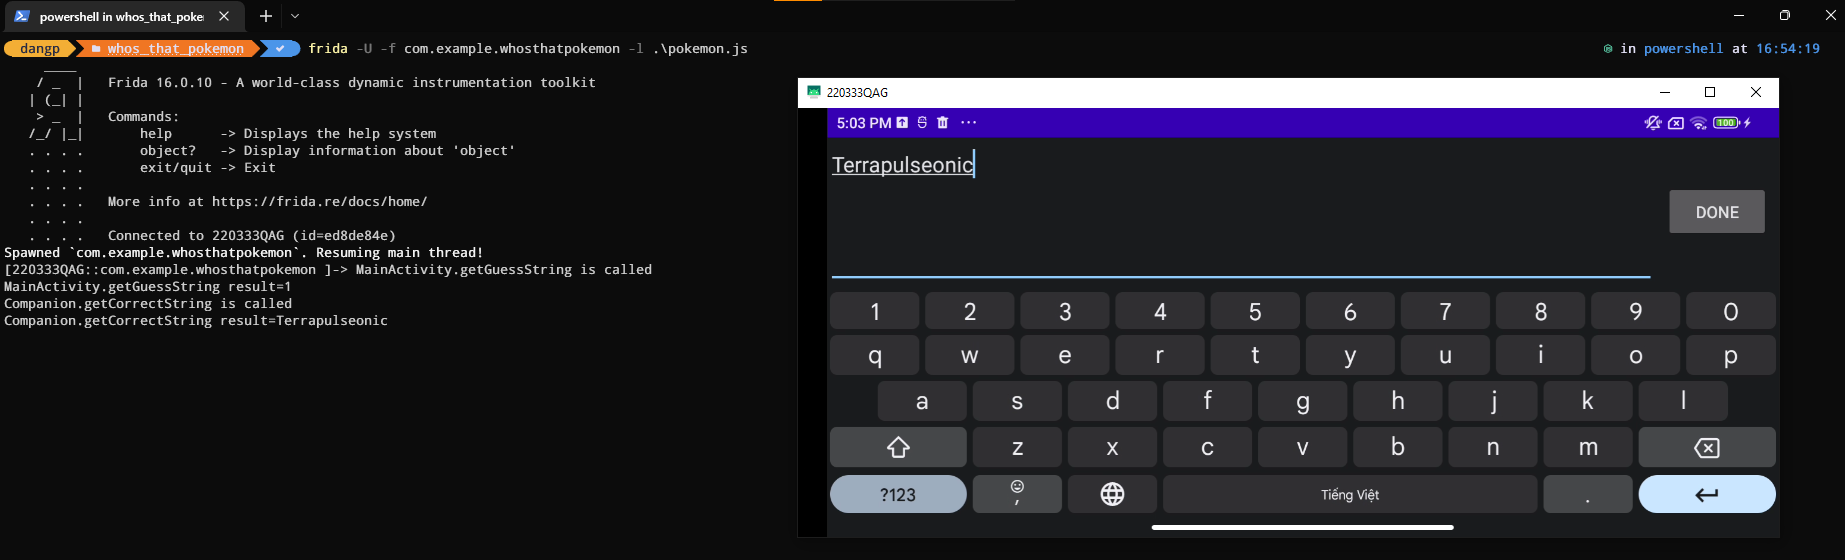 powershell in whos_that_poke
dangp whos_that_pokemon frida -U -f com.example.whosthatpokemon -l .\pokemon.js in powershell at 16:54:19
    ____
   / _  |   Frida 16.0.10 - A world-class dynamic instrumentation toolkit
  | (_| |
   > _  |   Commands:
  /_/ |_|       help      -> Displays the help system
  . . . .       object?   -> Display information about 'object'
  . . . .       exit/quit -> Exit
  . . . .
  . . . .   More info at https://frida.re/docs/home/
  . . . .
  . . . .   Connected to 220333QAG (id=ed8de84e)
Spawned `com.example.whosthatpokemon`. Resuming main thread!
[220333QAG::com.example.whosthatpokemon ]-> MainActivity.getGuessString is called
MainActivity.getGuessString result=1
Companion.getCorrectString is called
Companion.getCorrectString result=Terrapulseonic
220333QAG
5:03 PM 100
Terrapulseonic
DONE
1 2 3 4 5 6 7 8 9 0
q w e r t y u i o p
a s d f g h j k l
z x c v b n m
?123 , Tiếng Việt .